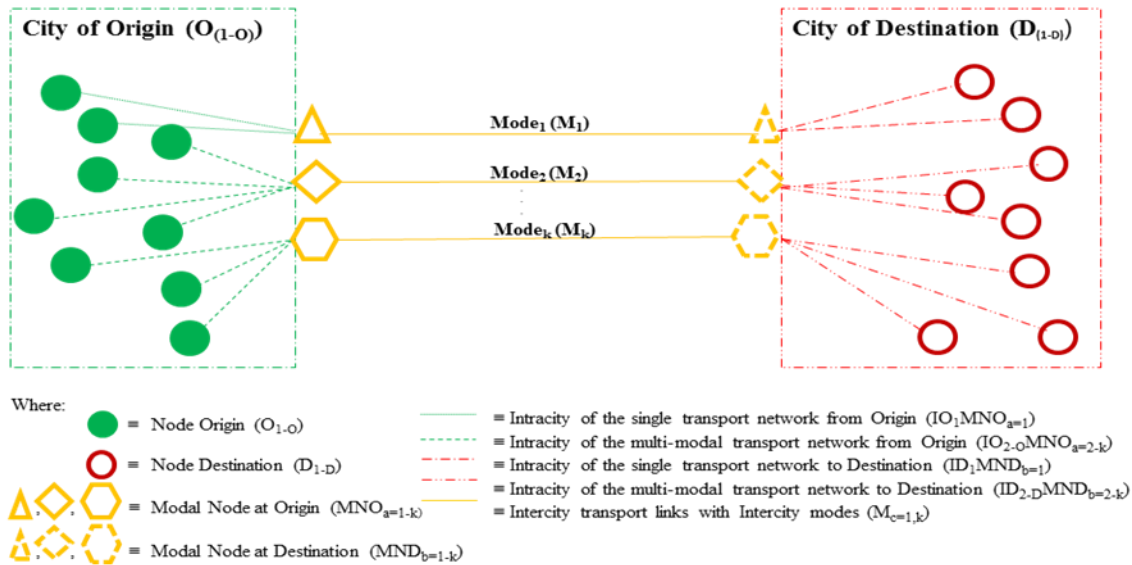 City of Origin (O(1-O))
City of Destination (D(1-D))
Mode1 (M1)
Mode2 (M2)
Modek (Mk)
Where:
= Node Origin (O1-O)
= Node Destination (D1-D)
, , = Modal Node at Origin (MNOa=1-k)
, , = Modal Node at Destination (MNDb=1-k)
= Intracity of the single transport network from Origin (IO1MNOa=1)
= Intracity of the multi-modal transport network from Origin (IO2-OMNOa=2-k)
= Intracity of the single transport network to Destination (ID1MNDb=1)
= Intracity of the multi-modal transport network to Destination (ID2-DMNDb=2-k)
= Intercity transport links with Intercity modes (Mc=1,k)